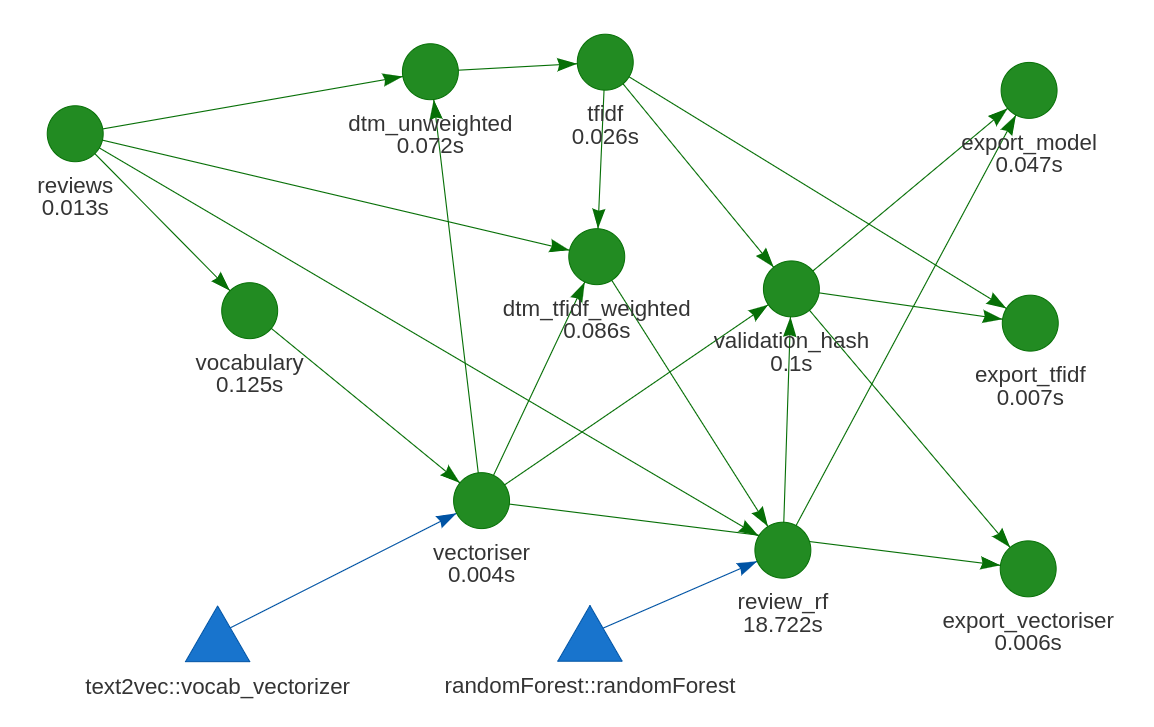 dtm_unweighted
0.072s
tfidf
0.026s
export_model
0.047s
reviews
0.013s
dtm_tfidf_weighted
0.086s
validation_hash
0.1s
vocabulary
0.125s
export_tfidf
0.007s
vectoriser
0.004s
review_rf
18.722s
export_vectoriser
0.006s
text2vec::vocab_vectorizer
randomForest::randomForest